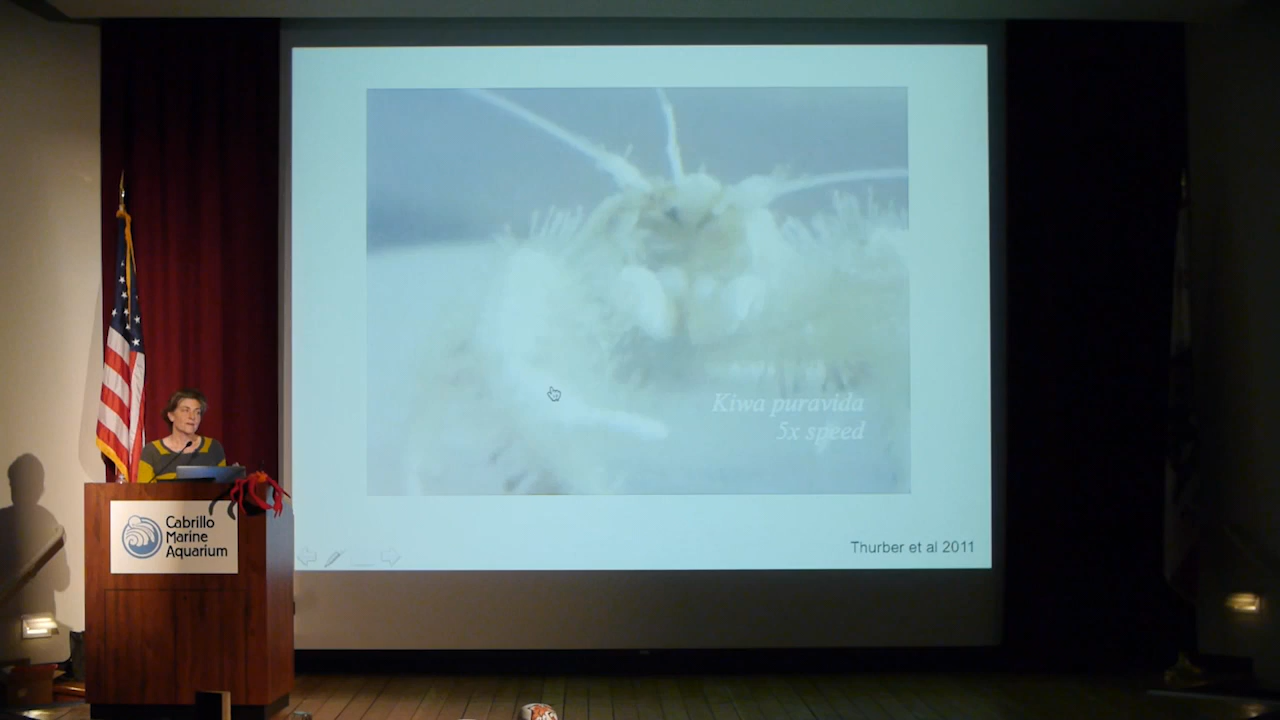 Kiwa puravida
5x speed
Thurber et al 2011
Cabrillo
Marine
Aquarium